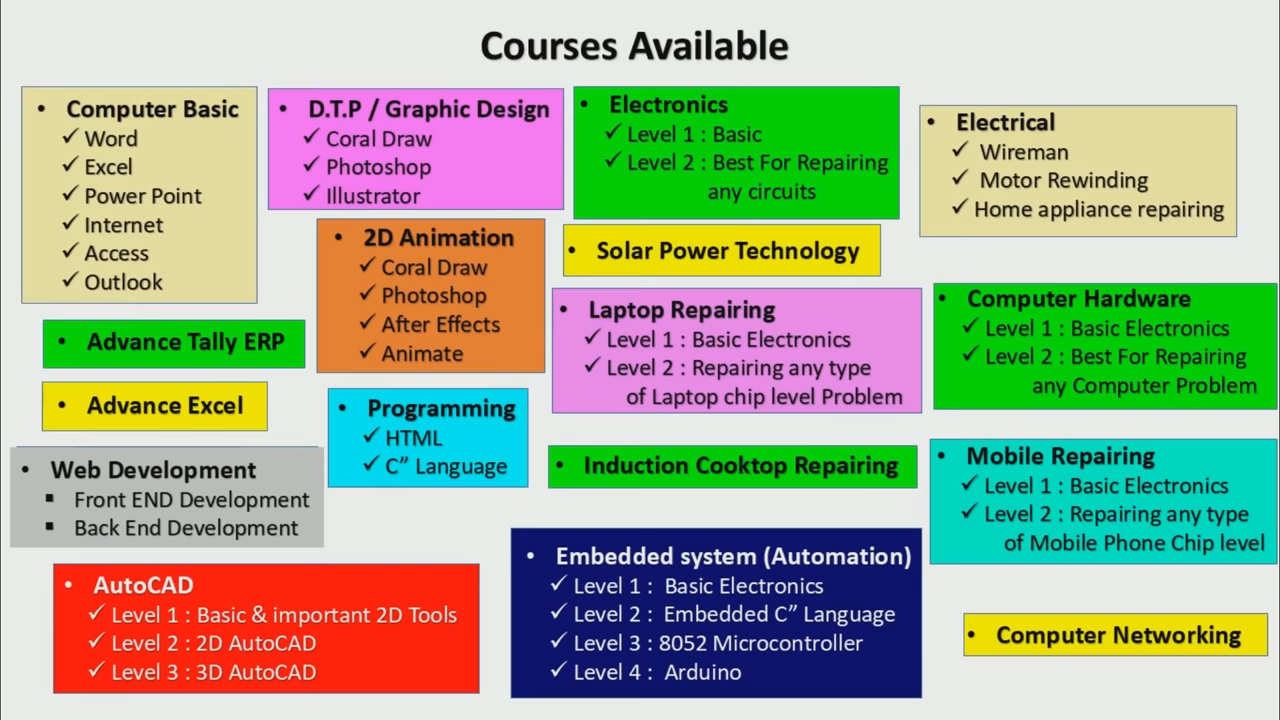 Courses Available
• Computer Basic
✓ Word
✓ Excel
✓ Power Point
✓ Internet
✓ Access
✓ Outlook
• Advance Tally ERP
• Advance Excel
• Web Development
▪ Front END Development
▪ Back End Development
• AutoCAD
✓ Level 1 : Basic & important 2D Tools
✓ Level 2 : 2D AutoCAD
✓ Level 3 : 3D AutoCAD
• D.T.P / Graphic Design
✓ Coral Draw
✓ Photoshop
✓ Illustrator
• 2D Animation
✓ Coral Draw
✓ Photoshop
✓ After Effects
✓ Animate
• Programming
✓ HTML
✓ C” Language
• Electronics
✓ Level 1 : Basic
✓ Level 2 : Best For Repairing
any circuits
• Solar Power Technology
• Laptop Repairing
✓ Level 1 : Basic Electronics
✓ Level 2 : Repairing any type
of Laptop chip level Problem
• Induction Cooktop Repairing
• Embedded system (Automation)
✓ Level 1 : Basic Electronics
✓ Level 2 : Embedded C” Language
✓ Level 3 : 8052 Microcontroller
✓ Level 4 : Arduino
• Electrical
✓ Wireman
✓ Motor Rewinding
✓ Home appliance repairing
• Computer Hardware
✓ Level 1 : Basic Electronics
✓ Level 2 : Best For Repairing
any Computer Problem
• Mobile Repairing
✓ Level 1 : Basic Electronics
✓ Level 2 : Repairing any type
of Mobile Phone Chip level
• Computer Networking